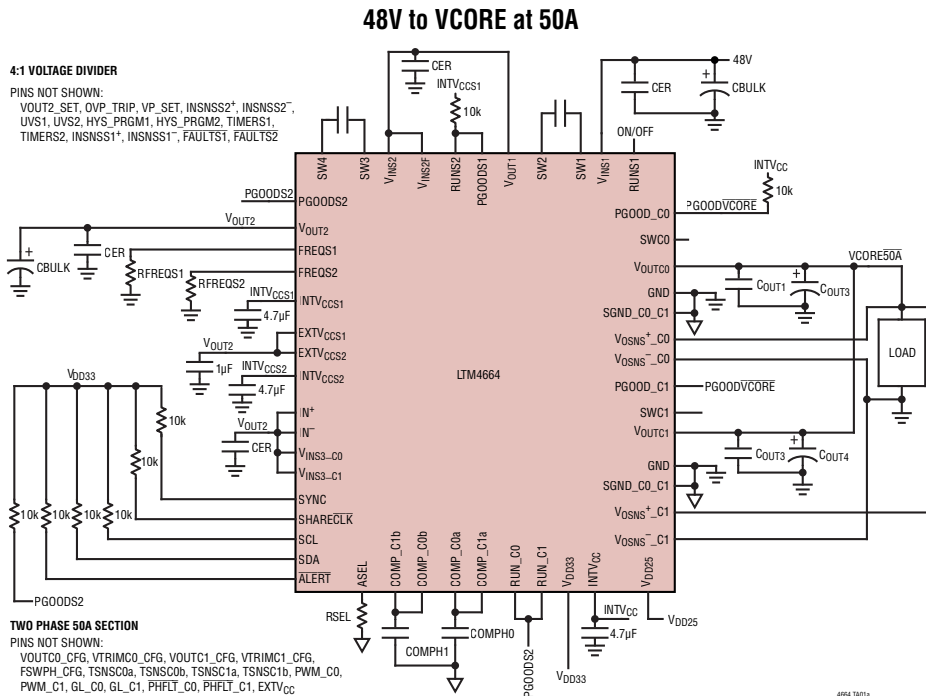 48V to VCORE at 50A
4:1 VOLTAGE DIVIDER
PINS NOT SHOWN:
VOUT2_SET, OVP_TRIP, VP_SET, INSNSS2+, INSNSS2–,
UVS1, UVS2, HYS_PRGM1, HYS_PRGM2, TIMERS1,
TIMERS2, INSNSS1+, INSNSS1–, FAULTS1, FAULTS2
CER
INTVCCS1
10k
48V
CER
+
CBULK
ON/OFF
SW4
SW3
VINS2
VINS2F
RUNS2
PGOODS1
VOUT1
SW2
SW1
VINS1
RUNS1
INTVCC
10k
PGOODS2
PGOODS2
VOUT2
VOUT2
+
CBULK
CER
FREQS1
RFREQS1
FREQS2
RFREQS2
INTVCCS1
INTVCCS1
4.7µF
EXTVCCS1
VOUT2
EXTVCCS2
1µF
INTVCCS2
INTVCCS2
4.7µF
IN+
VOUT2
IN–
CER
VINS3-C0
VINS3-C1
VDD33
10k
10k
10k
10k
10k
10k
SYNC
SHARECLK
SCL
SDA
ALERT
PGOODS2
LTM4664
PGOOD_C0
PGOODVCORE
SWC0
VOUTC0
VCORE50A
COUT1
+
COUT3
GND
SGND_C0_C1
VOSNS+_C0
VOSNS–_C0
LOAD
PGOOD_C1
PGOODVCORE
SWC1
VOUTC1
COUT3
+
COUT4
GND
SGND_C0_C1
VOSNS+_C1
VOSNS–_C1
ASEL
COMP_C1b
COMP_C0b
COMP_C0a
COMP_C1a
RUN_C0
RUN_C1
VDD33
INTVCC
VDD25
RSEL
COMPH1
COMPH0
PGOODS2
VDD33
INTVCC
4.7µF
VDD25
TWO PHASE 50A SECTION
PINS NOT SHOWN:
VOUTC0_CFG, VTRIMC0_CFG, VOUTC1_CFG, VTRIMC1_CFG,
FSWPH_CFG, TSNSC0a, TSNSC0b, TSNSC1a, TSNSC1b, PWM_C0,
PWM_C1, GL_C0, GL_C1, PHFLT_C0, PHFLT_C1, EXTVCC
4664 TA01a